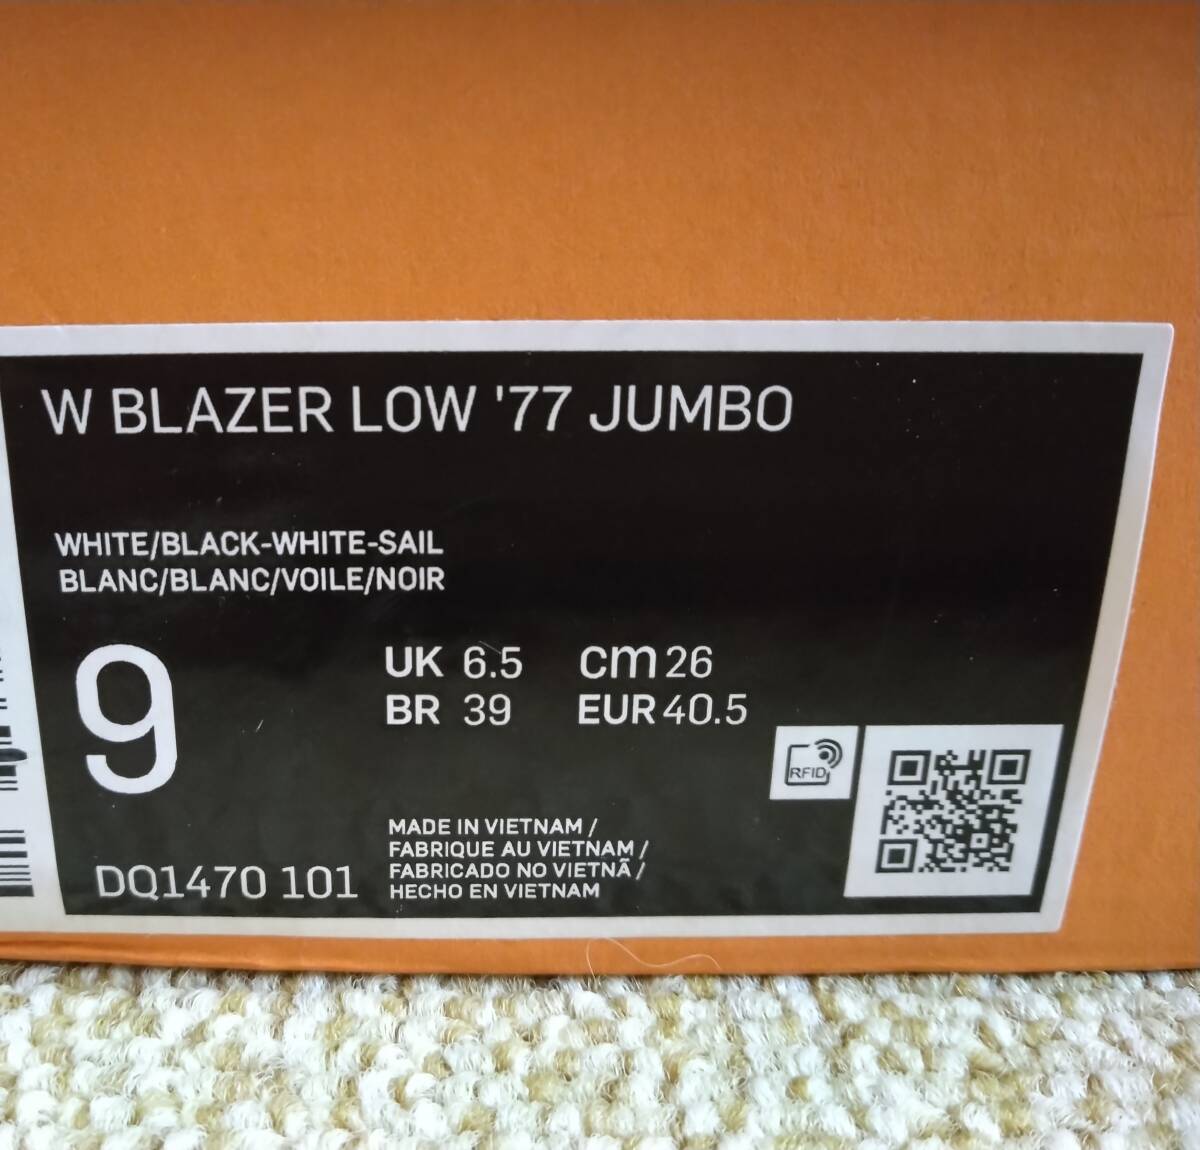 W BLAZER LOW '77 JUMBO
WHITE/BLACK-WHITE-SAIL
BLANC/BLANC/VOILE/NOIR
9
UK 6.5 cm 26
BR 39 EUR 40.5
RFID
MADE IN VIETNAM /
FABRIQUE AU VIETNAM /
FABRICADO NO VIETNÃ /
HECHO EN VIETNAM
DQ1470 101